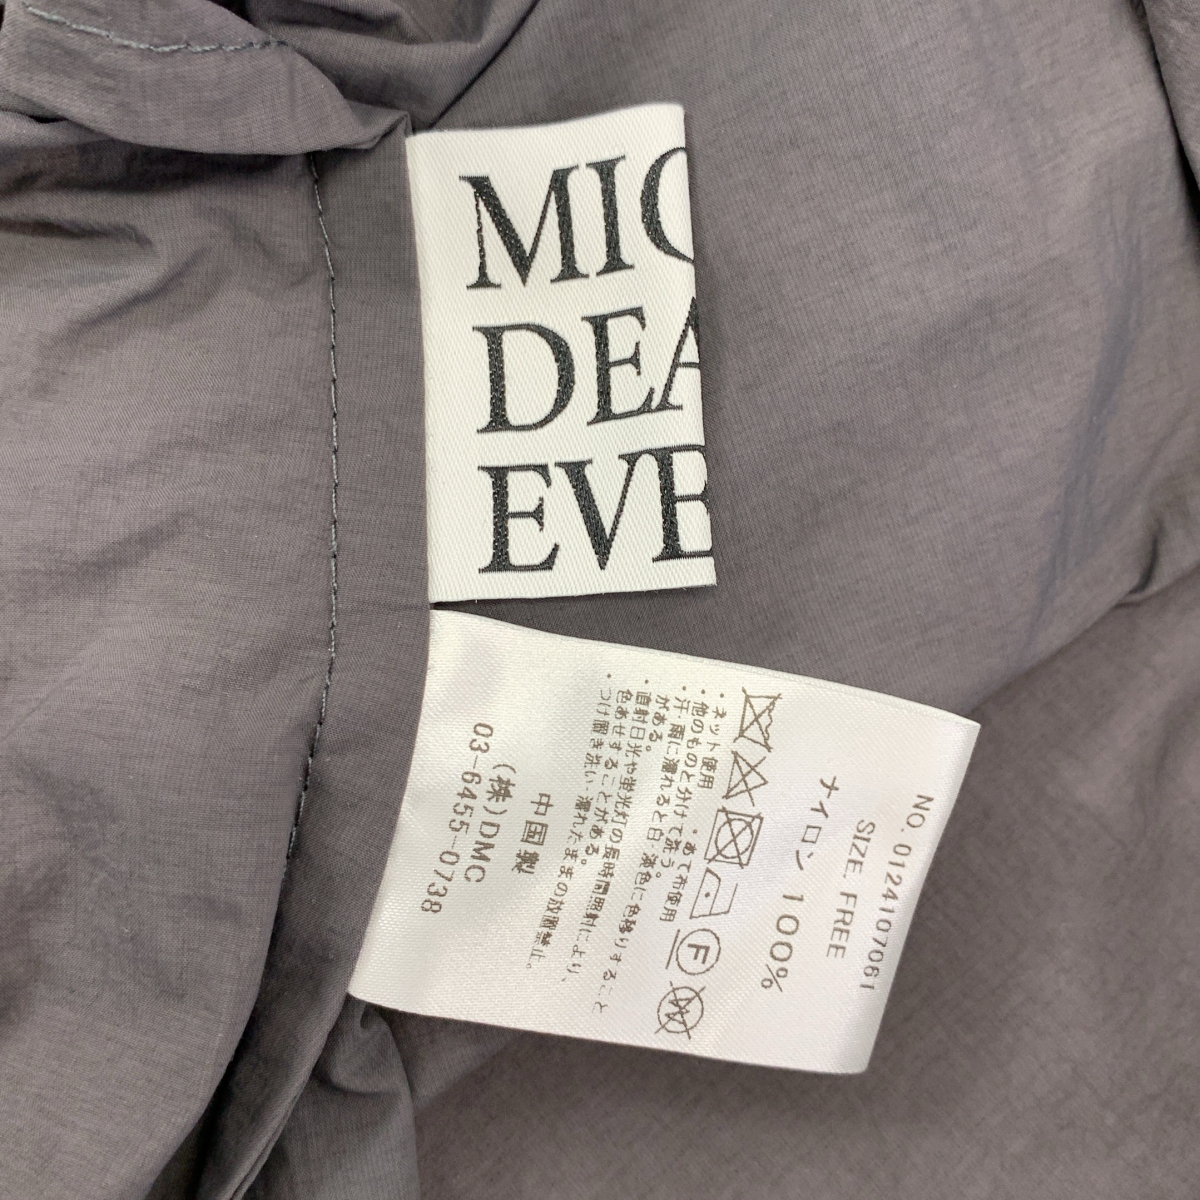 MIC
DEA
EVE
NO. 0124107061
SIZE. FREE
ナイロン 100%
F
W
・ネット使用 ・あて布使用
・他のものと分けて洗う。
・汗・雨に濡れると白・淡色に色移りすること
がある。
・直射日光や蛍光灯の長時間照射により、
色あせすることがある。
・つけ置き洗い・濡れたままの放置禁止。
中国製
(株)DMC
03-6455-0738